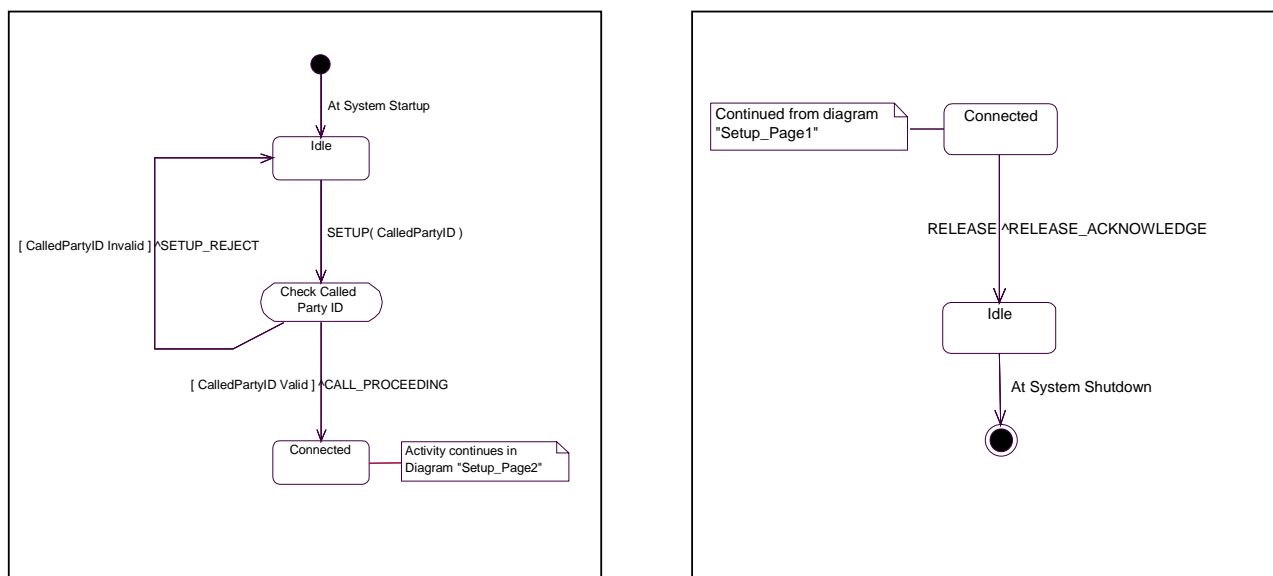 At System Startup
Idle
SETUP( CalledPartyID )
[ CalledPartyID Invalid ] ^SETUP_REJECT
Check Called
Party ID
[ CalledPartyID Valid ] ^CALL_PROCEEDING
Connected
Activity continues in
Diagram "Setup_Page2"
Continued from diagram
"Setup_Page1"
Connected
RELEASE ^RELEASE_ACKNOWLEDGE
Idle
At System Shutdown